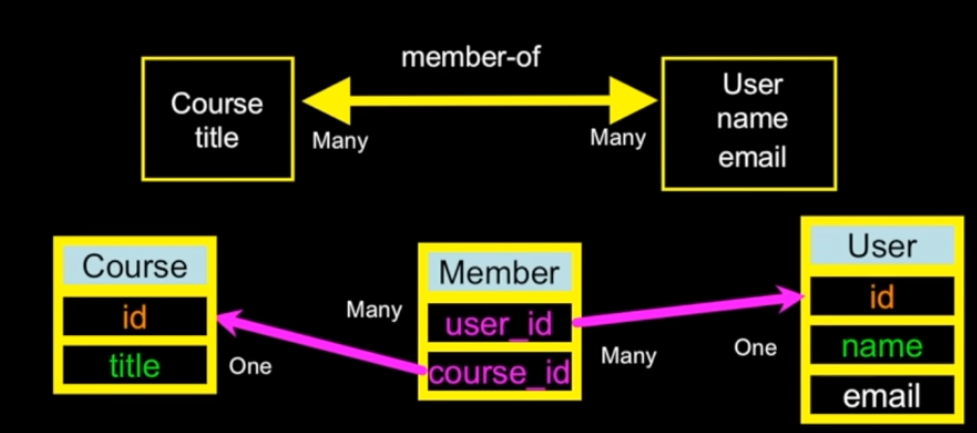 member-of
Course
title
Many
Many
User
name
email
Course
id
title
One
Many
Member
user_id
course_id
Many
One
User
id
name
email